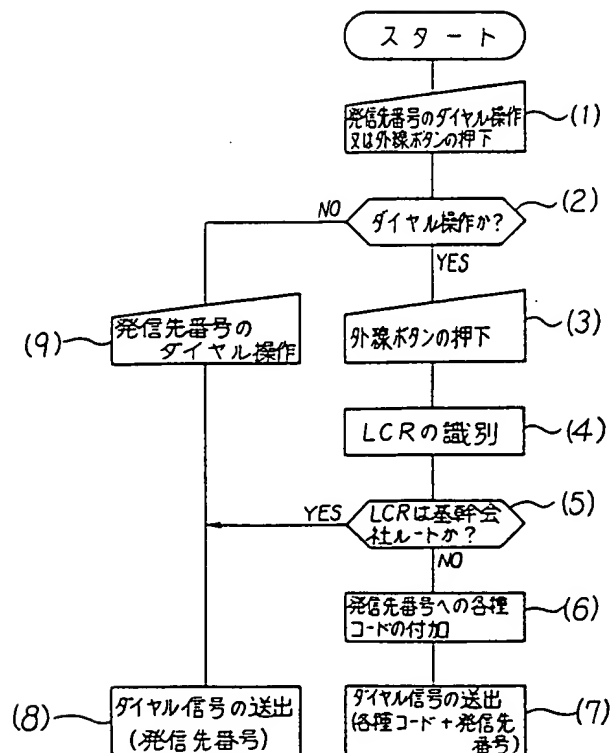 スタート
発信先番号のダイヤル操作
又は外線ボタンの押下
(1)
ダイヤル操作か?
(2)
NO
YES
発信先番号の
ダイヤル操作
(9)
外線ボタンの押下
(3)
LCRの識別
(4)
LCRは基幹会
社ルートか?
(5)
YES
NO
発信先番号への各種
コードの付加
(6)
ダイヤル信号の送出
(発信先番号)
(8)
ダイヤル信号の送出
(各種コード+発信先
番号)
(7)